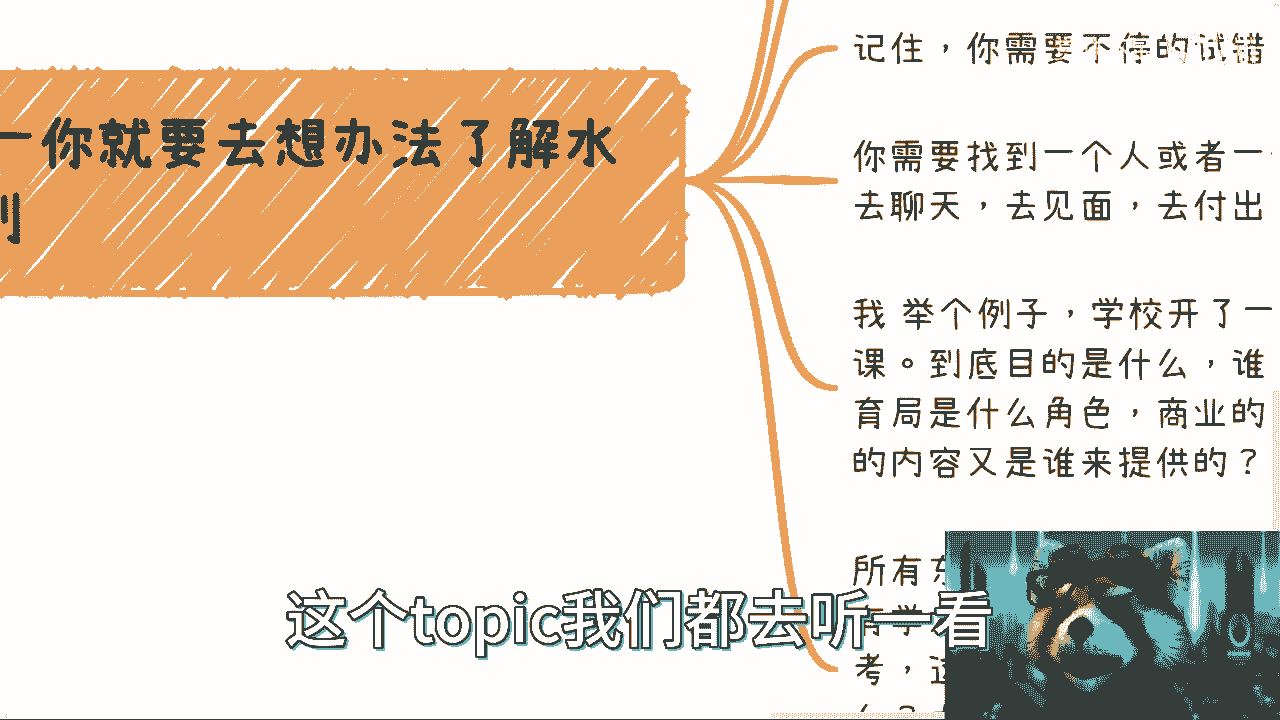 记住,你需要不停的试错
一你就要去想办法了解水
你需要找到一个人或者一
去聊天,去见面,去付出
我 举个例子,学校开了一
课。到底目的是什么,谁
育局是什么角色,商业的
的内容又是谁来提供的?
所有
考,这
这个topic我们都去听一看